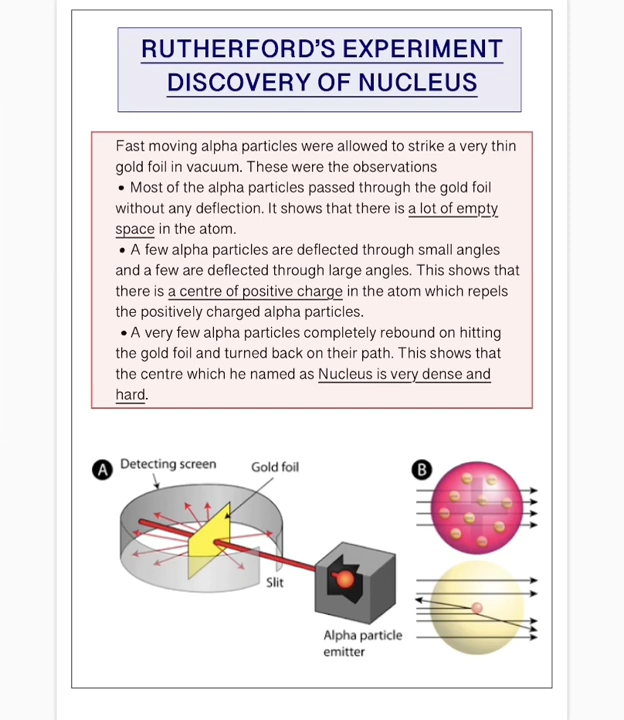 RUTHERFORD'S EXPERIMENT
DISCOVERY OF NUCLEUS
Fast moving alpha particles were allowed to strike a very thin
gold foil in vacuum. These were the observations
• Most of the alpha particles passed through the gold foil
without any deflection. It shows that there is a lot of empty
space in the atom.
• A few alpha particles are deflected through small angles
and a few are deflected through large angles. This shows that
there is a centre of positive charge in the atom which repels
the positively charged alpha particles.
• A very few alpha particles completely rebound on hitting
the gold foil and turned back on their path. This shows that
the centre which he named as Nucleus is very dense and
hard.
A
Detecting screen
Gold foil
Slit
Alpha particle
emitter
B